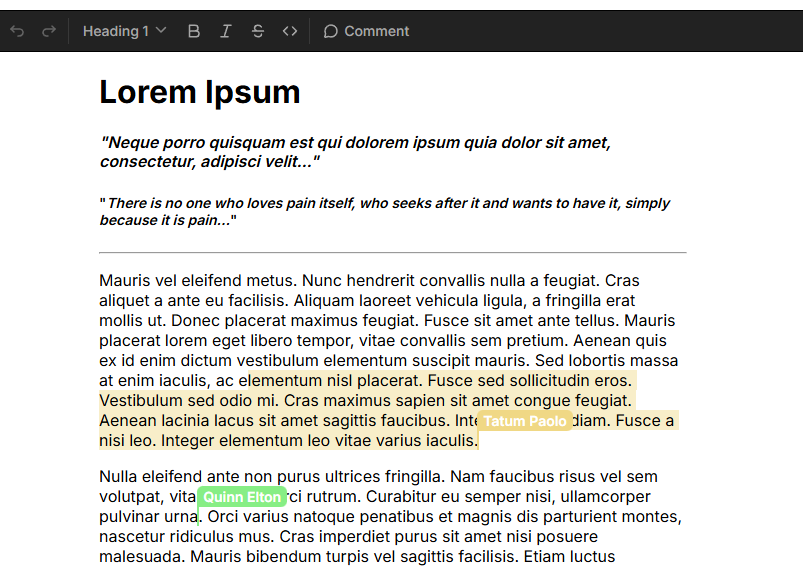 Heading 1
Comment
Lorem Ipsum
"Neque porro quisquam est qui dolorem ipsum quia dolor sit amet,
consectetur, adipisci velit..."
"There is no one who loves pain itself, who seeks after it and wants to have it, simply
because it is pain..."
Mauris vel eleifend metus. Nunc hendrerit convallis nulla a feugiat. Cras
aliquet a ante eu facilisis. Aliquam laoreet vehicula ligula, a fringilla erat
mollis ut. Donec placerat maximus feugiat. Fusce sit amet ante tellus. Mauris
placerat lorem eget libero tempor, vitae convallis sem pretium. Aenean quis
ex id enim dictum vestibulum elementum suscipit mauris. Sed lobortis massa
at enim iaculis, ac elementum nisl placerat. Fusce sed sollicitudin eros.
Vestibulum sed odio mi. Cras maximus sapien sit amet congue feugiat.
Aenean lacinia lacus sit amet sagittis faucibus. Tatum Paolo diam. Fusce a
nisi leo. Integer elementum leo vitae varius iaculis.
Nulla eleifend ante non purus ultrices fringilla. Nam faucibus risus vel sem
volutpat, Quinn Elton rutrum. Curabitur eu semper nisi, ullamcorper
pulvinar urna. Orci varius natoque penatibus et magnis dis parturient montes,
nascetur ridiculus mus. Cras imperdiet purus sit amet nisi posuere
malesuada. Mauris bibendum turpis vel sagittis facilisis. Etiam luctus